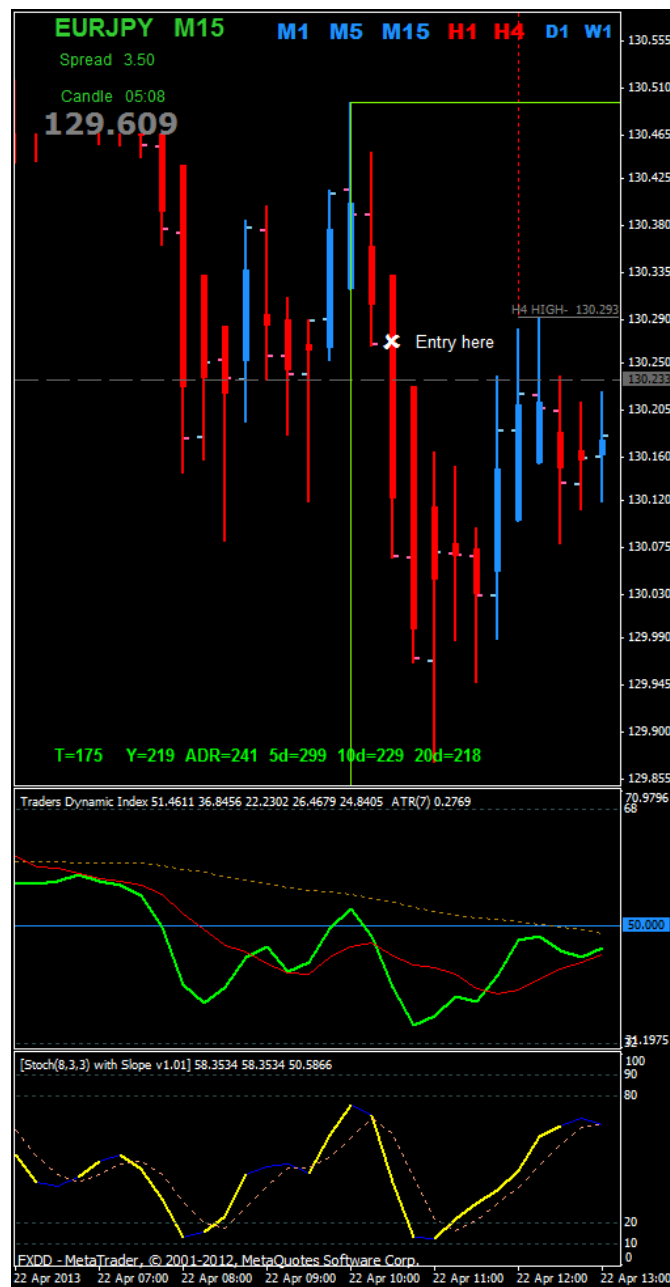 EURJPY M15 M1 M5 M15 H1 H4 D1 W1
Spread 3.50
Candle 05:08
129.609
130.555
130.510
130.465
130.425
130.380
130.335
H4 HIGH- 130.293
130.290
Entry here
130.250
130.233
130.205
130.160
130.120
130.075
130.030
129.990
129.945
129.900
T=175 Y=219 ADR=241 5d=299 10d=229 20d=218
129.855
Traders Dynamic Index 51.4611 36.8456 22.2302 26.4679 24.8405 ATR(7) 0.2769
70.9796
68
50.000
[Stoch(8,3,3) with Slope v1.01] 58.3534 58.3534 50.5866
100
90
80
20
10
0
FXDD - MetaTrader, © 2001-2012, MetaQuotes Software Corp.
22 Apr 2013 22 Apr 07:00 22 Apr 08:00 22 Apr 09:00 22 Apr 10:00 22 Apr 11:00 22 Apr 12:00 22 Apr 13:0